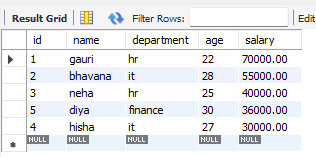 Result Grid Filter Rows: Edit
id name department age salary
1 gauri hr 22 70000.00
2 bhavana it 28 55000.00
3 neha hr 25 40000.00
5 diya finance 30 36000.00
4 hisha it 27 30000.00
NULL NULL NULL NULL NULL